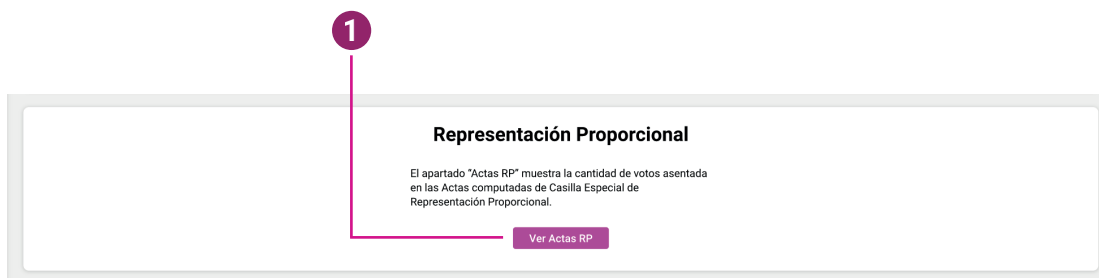 1
Representación Proporcional
El apartado “Actas RP” muestra la cantidad de votos asentada
en las Actas computadas de Casilla Especial de
Representación Proporcional.
Ver Actas RP